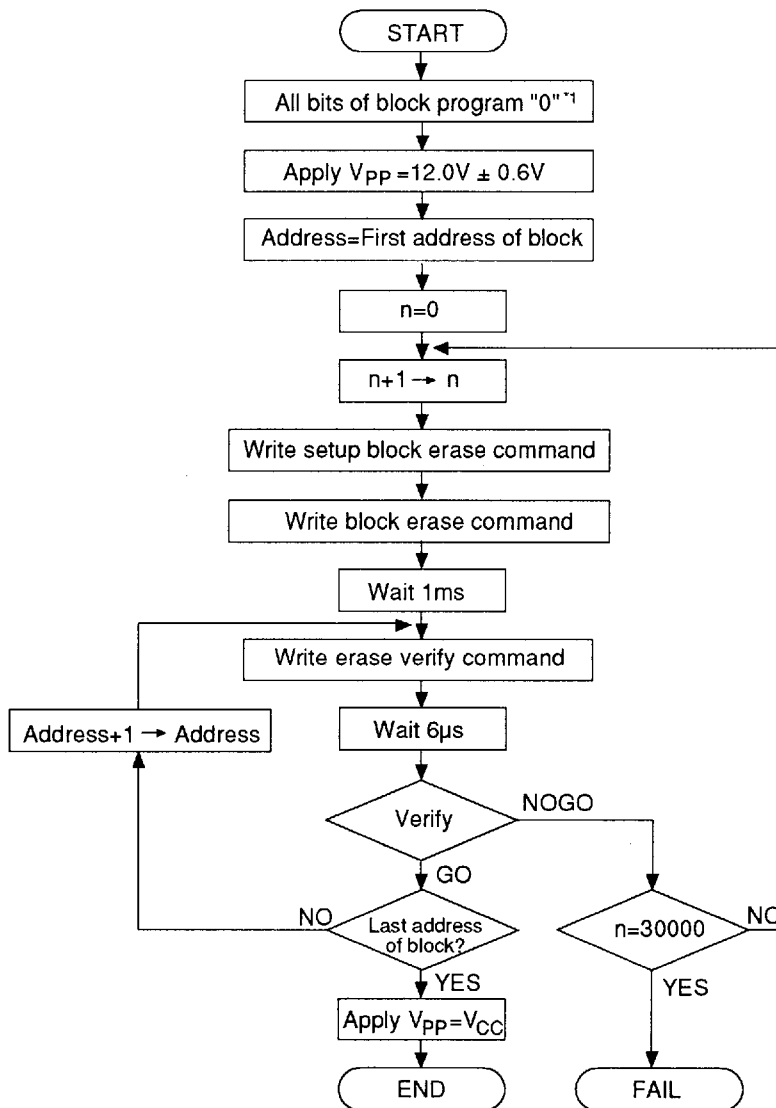 START
All bits of block program "0" *1
Apply VPP =12.0V ± 0.6V
Address=First address of block
n=0
n+1 → n
Write setup block erase command
Write block erase command
Wait 1ms
Write erase verify command
Address+1 → Address
Wait 6µs
Verify
NOGO
GO
NO
Last address
of block?
n=30000
NO
YES
YES
Apply VPP=VCC
END
FAIL